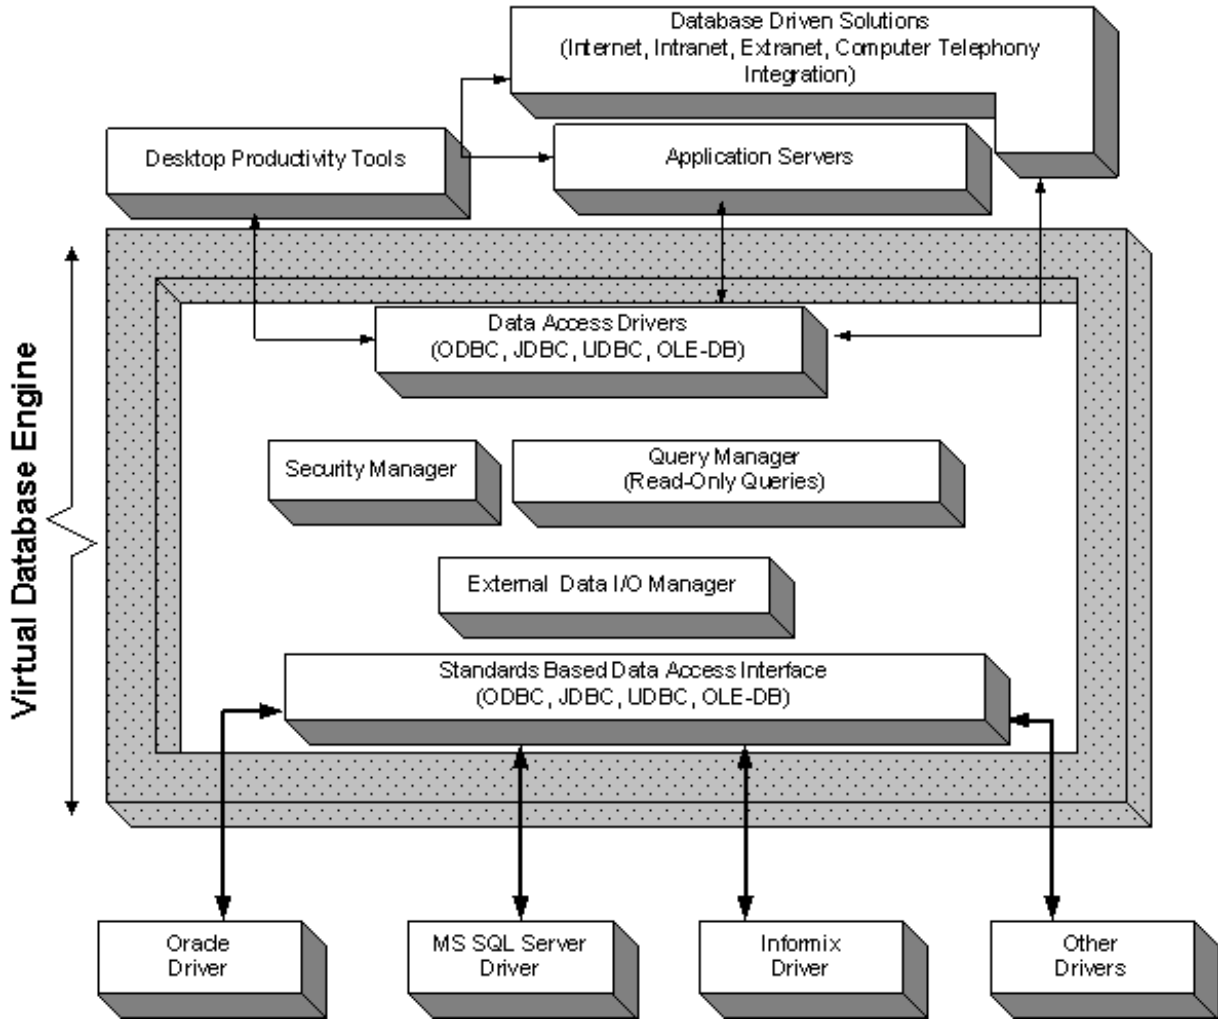 Database Driven Solutions
(Internet, Intranet, Extranet, Computer Telephony
Integration)
Desktop Productivity Tools
Application Servers
Virtual Database Engine
Data Access Drivers
(ODBC, JDBC, UDBC, OLE-DB)
Security Manager
Query Manager
(Read-Only Queries)
External Data I/O Manager
Standards Based Data Access Interface
(ODBC, JDBC, UDBC, OLE-DB)
Oracle
Driver
MS SQL Server
Driver
Informix
Driver
Other
Drivers